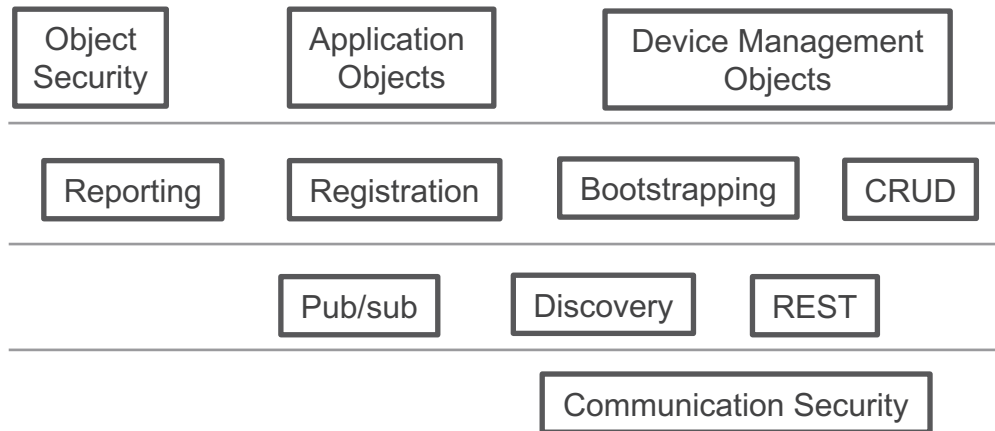 Object
Security
Application
Objects
Device Management
Objects
Reporting
Registration
Bootstrapping
CRUD
Pub/sub
Discovery
REST
Communication Security